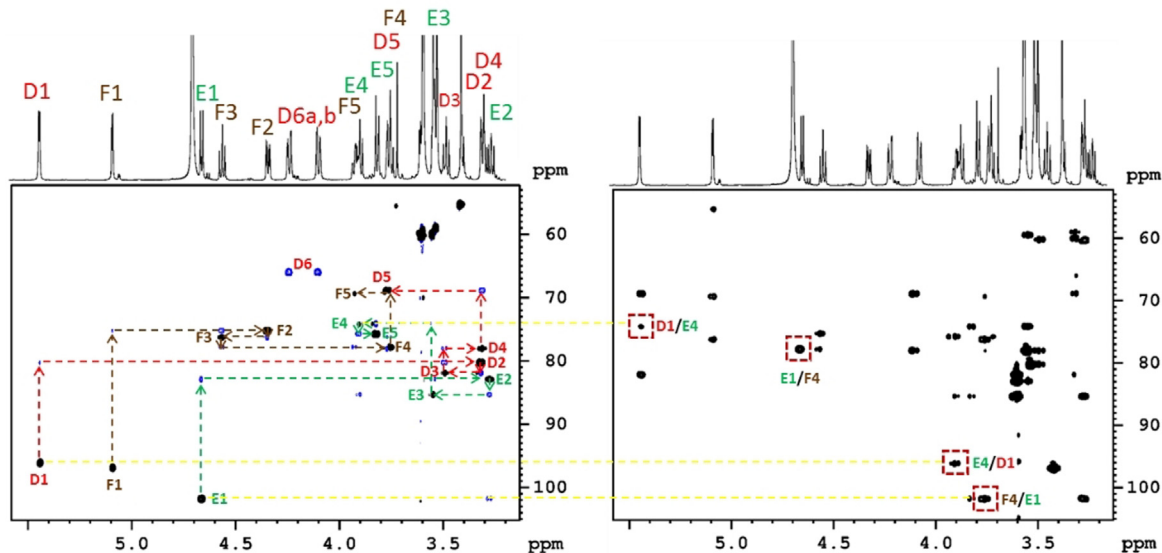 F4 E3
D5 D4
D1 F1 E1 E4 E5 D2
F3 F2 D6a,b F5 D3 E2
ppm ppm
D6 D5
60 60
F5
70 70
E4 E5 D1/E4
F3 F2
F4 D4
80 D2 E1/F4 80
D3 E2
E3
90 90
D1 F1 E4/D1
100 E1 F4/E1 100
5.0 4.5 3.5 ppm 5.0 4.5 4.0 3.5 ppm